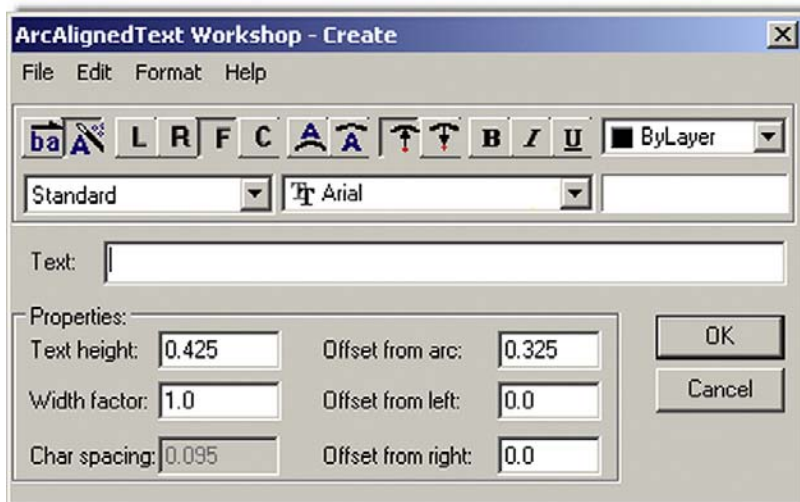 ArcAlignedText Workshop - Create
File Edit Format Help
ba A L R F C A A B I U ByLayer
Standard Arial
Text:
Properties:
Text height: 0.425 Offset from arc: 0.325 OK
Width factor: 1.0 Offset from left: 0.0 Cancel
Char spacing: 0.095 Offset from right: 0.0